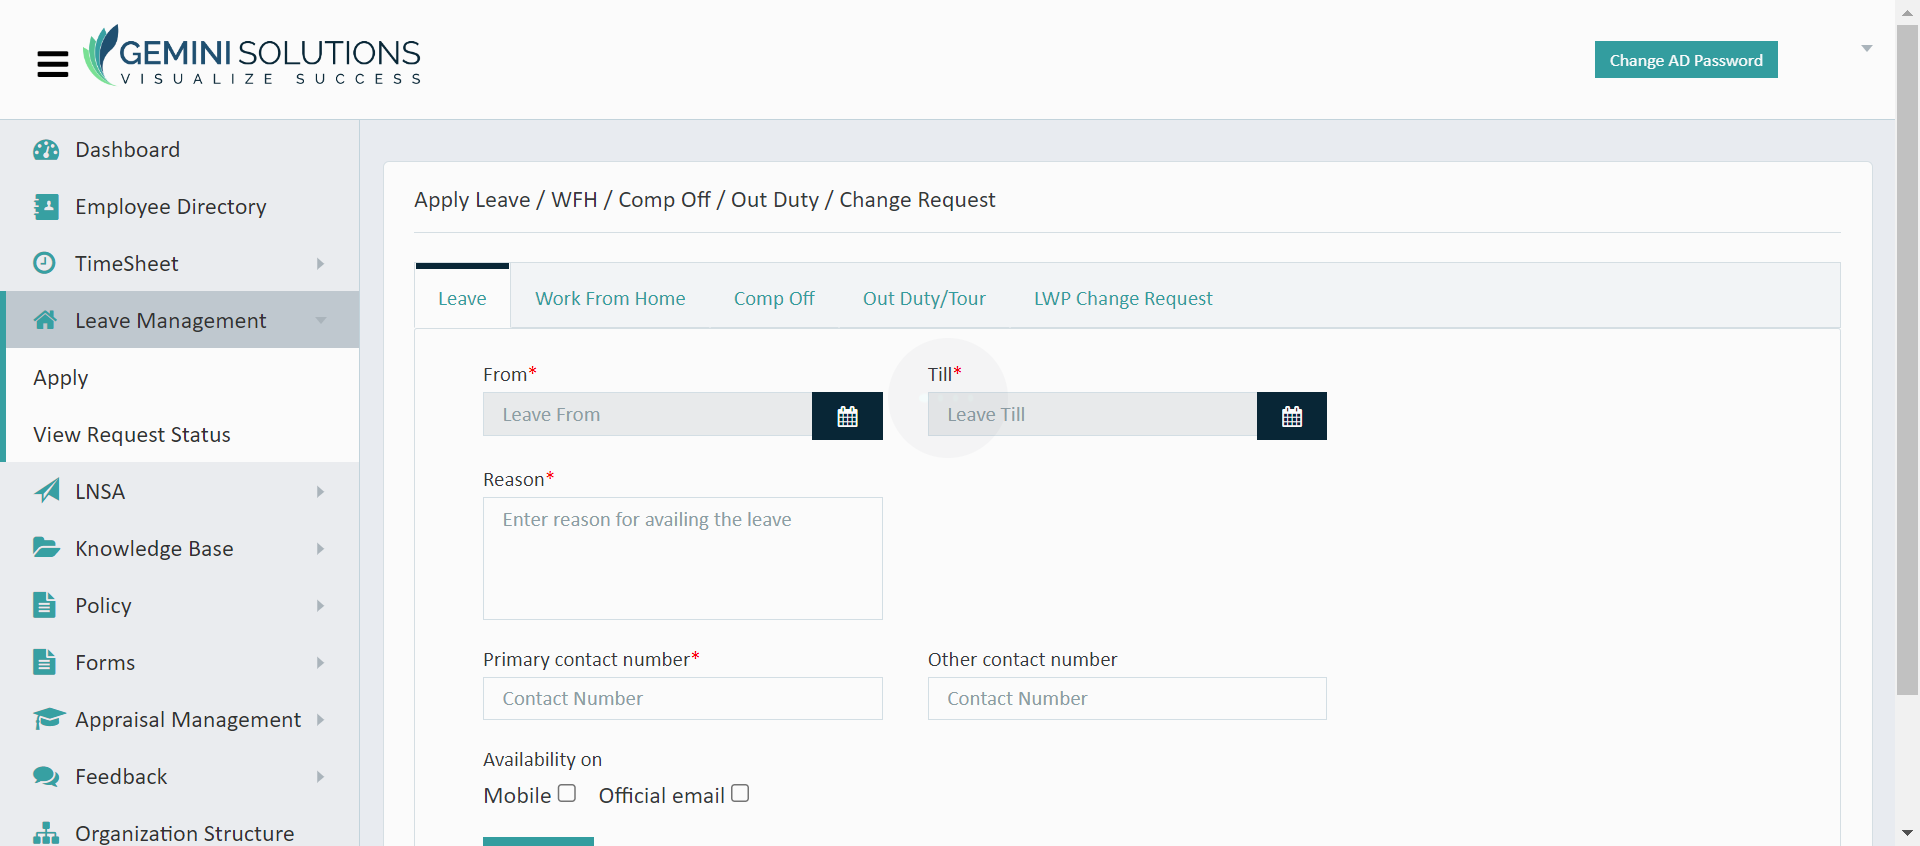 GEMINI SOLUTIONS
VISUALIZE SUCCESS
Change AD Password
Dashboard
Employee Directory
TimeSheet
Leave Management
Apply
View Request Status
LNSA
Knowledge Base
Policy
Forms
Appraisal Management
Feedback
Organization Structure
Apply Leave / WFH / Comp Off / Out Duty / Change Request
Leave Work From Home Comp Off Out Duty/Tour LWP Change Request
From* Till*
Leave From Leave Till
Reason*
Enter reason for availing the leave
Primary contact number* Other contact number
Contact Number Contact Number
Availability on
Mobile Official email